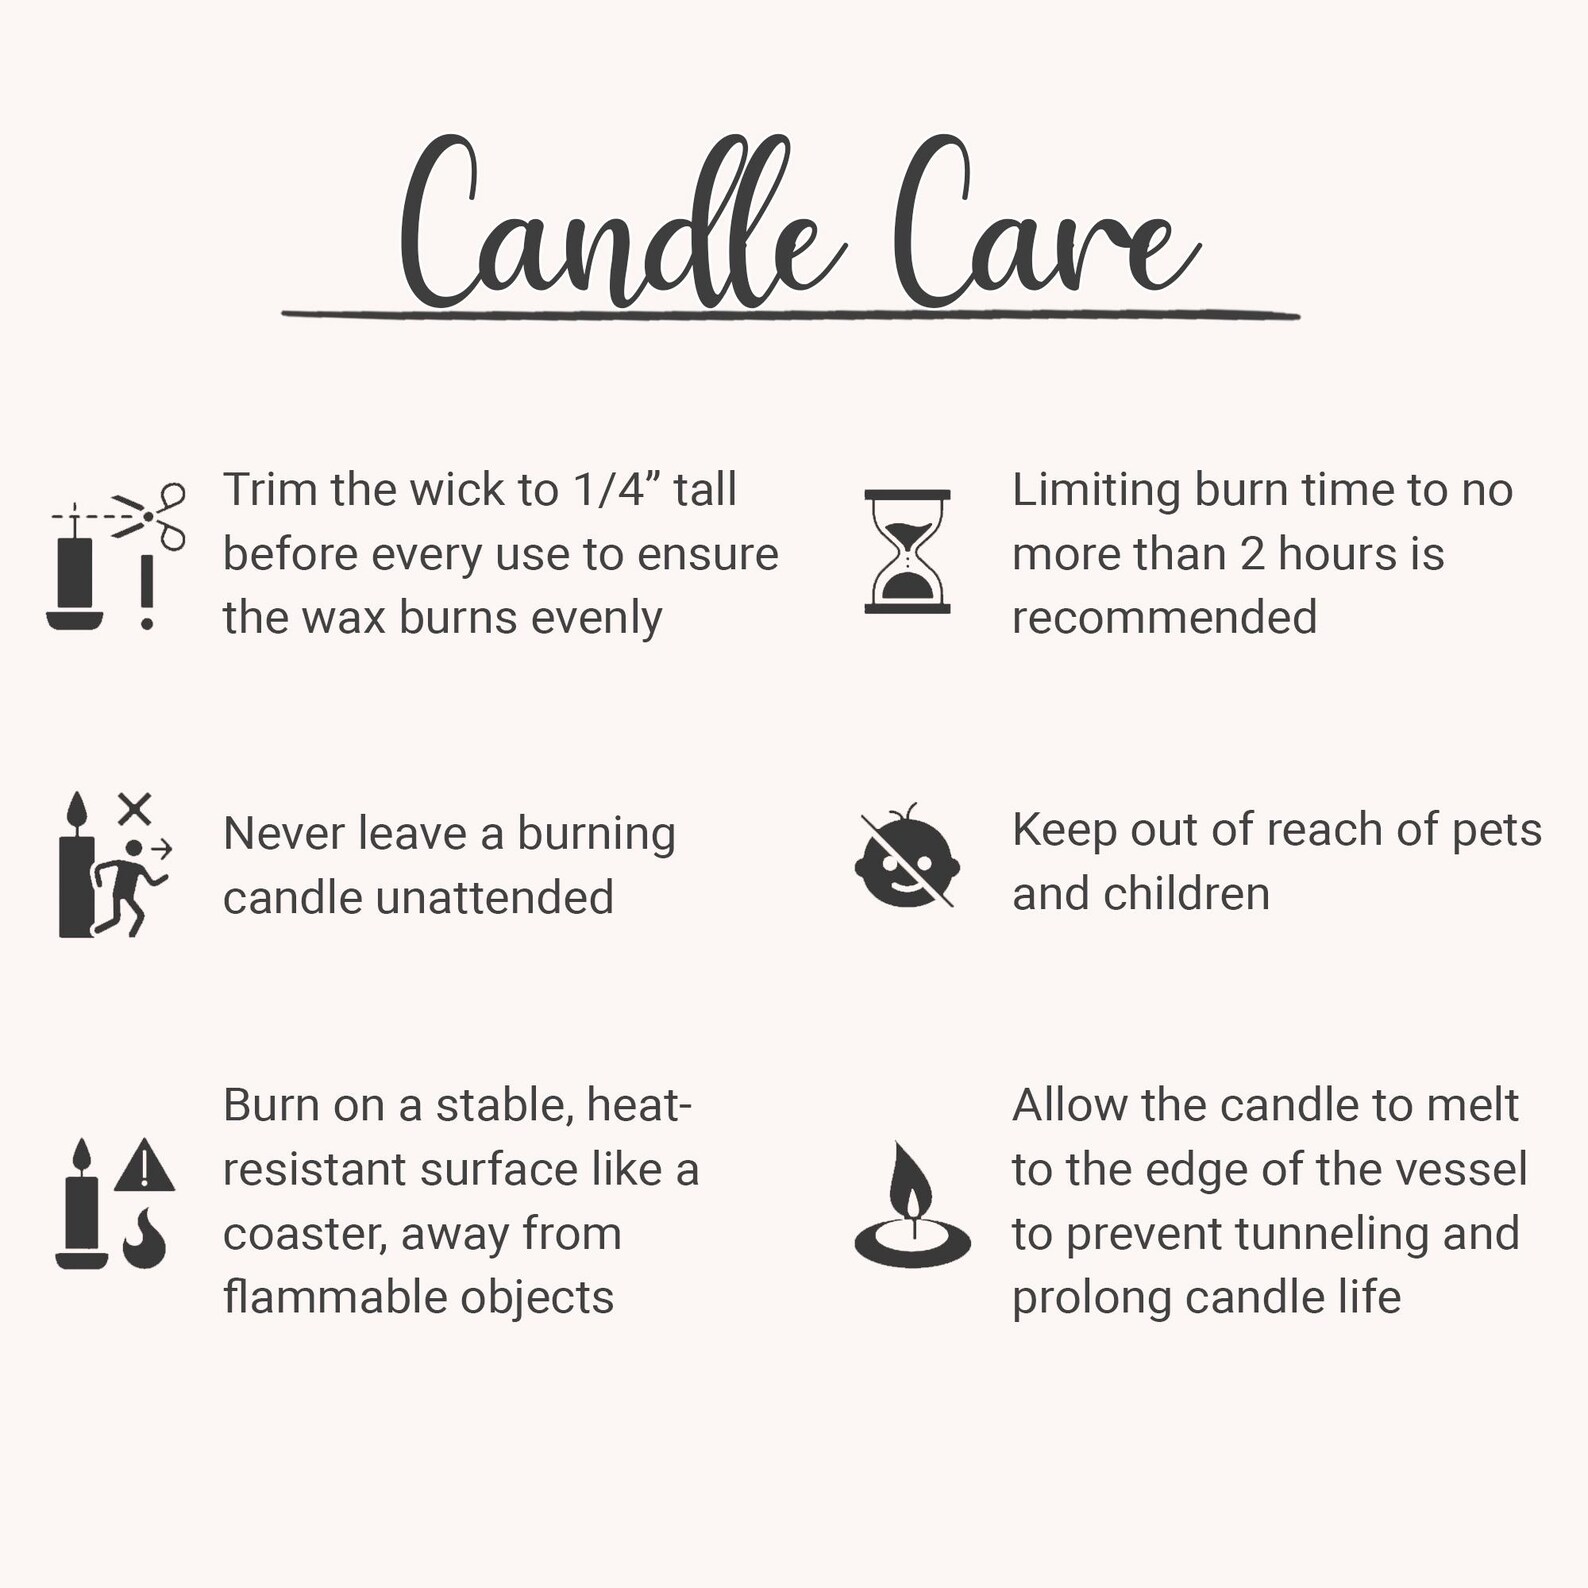 Candle Care
Trim the wick to 1/4” tall
before every use to ensure
the wax burns evenly
Limiting burn time to no
more than 2 hours is
recommended
Never leave a burning
candle unattended
Keep out of reach of pets
and children
Burn on a stable, heat-
resistant surface like a
coaster, away from
flammable objects
Allow the candle to melt
to the edge of the vessel
to prevent tunneling and
prolong candle life